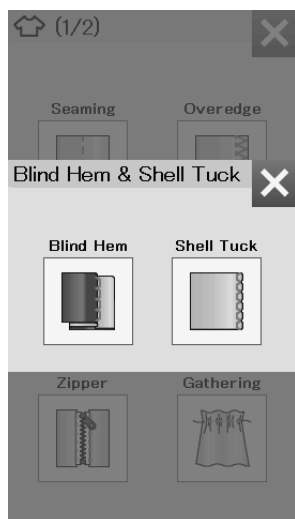 (1/2)
Seaming Overedge
Blind Hem & Shell Tuck
Blind Hem Shell Tuck
Zipper Gathering